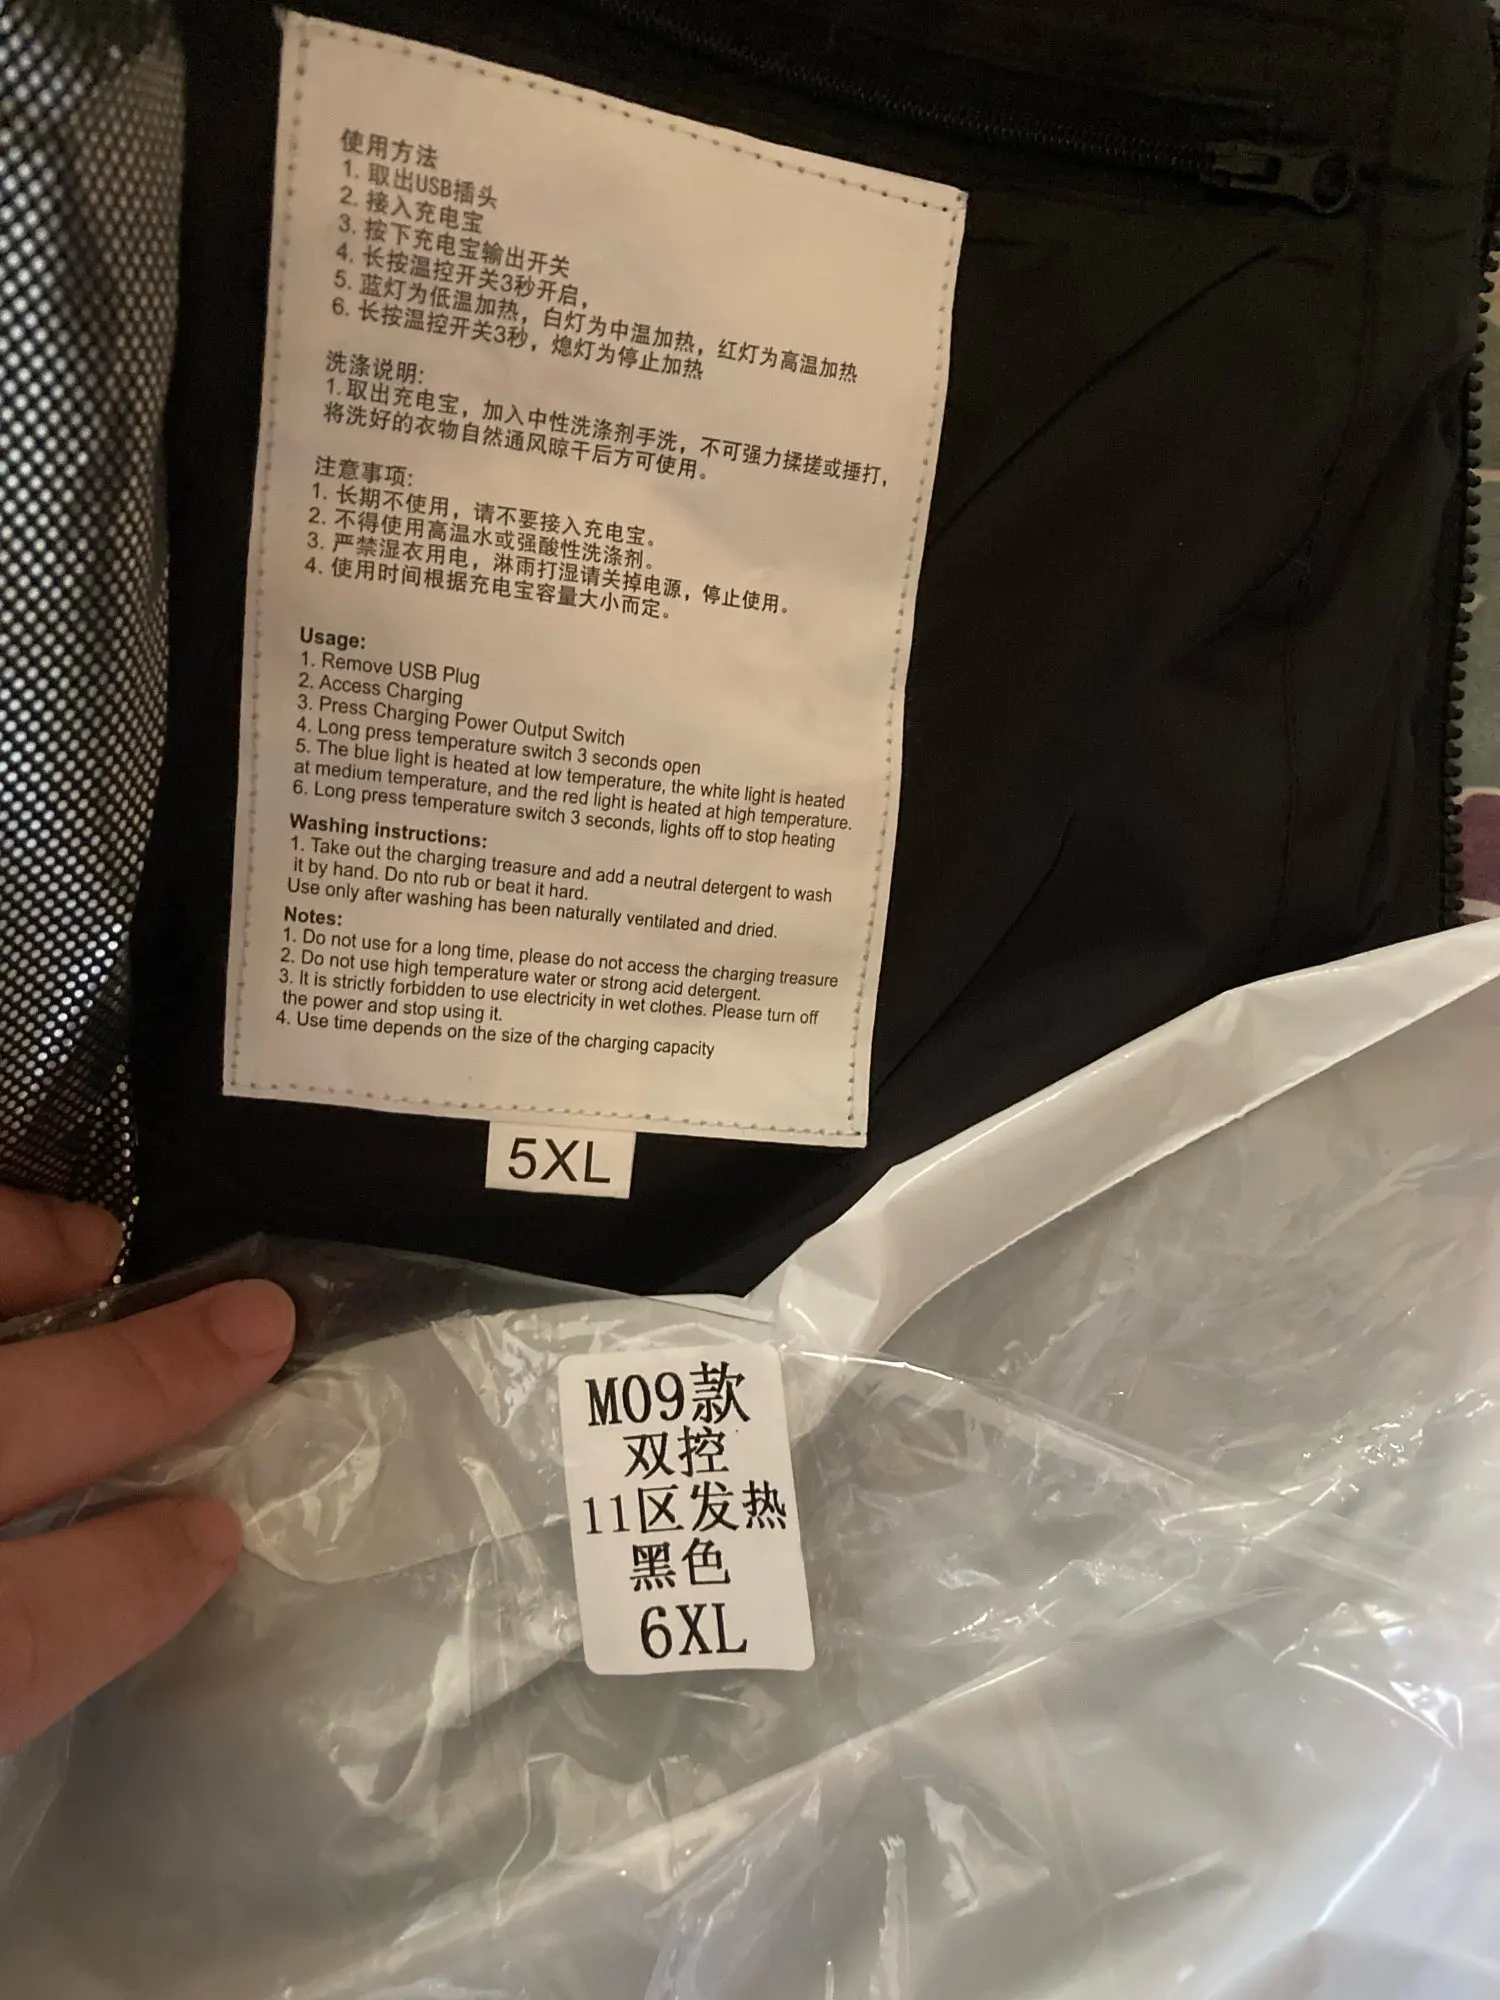 使用方法
1. 取出USB插头
2. 接入充电宝
3. 按下充电宝输出开关
4. 长按温控开关3秒开启，
5. 蓝灯为低温加热，白灯为中温加热，红灯为高温加热
6. 长按温控开关3秒，熄灯为停止加热
洗涤说明:
1.取出充电宝，加入中性洗涤剂手洗，不可强力揉搓或捶打，
将洗好的衣物自然通风晾干后方可使用。
注意事项:
1. 长期不使用，请不要接入充电宝。
2. 不得使用高温水或强酸性洗涤剂。
3. 严禁湿衣用电，淋雨打湿请关掉电源，停止使用。
4. 使用时间根据充电宝容量大小而定。
Usage:
1. Remove USB Plug
2. Access Charging
3. Press Charging Power Output Switch
4. Long press temperature switch 3 seconds open
5. The blue light is heated at low temperature, the white light is heated
at medium temperature, and the red light is heated at high temperature.
6. Long press temperature switch 3 seconds, lights off to stop heating
Washing instructions:
1. Take out the charging treasure and add a neutral detergent to wash
it by hand. Do nto rub or beat it hard.
Use only after washing has been naturally ventilated and dried.
Notes:
1. Do not use for a long time, please do not access the charging treasure
2. Do not use high temperature water or strong acid detergent.
3. It is strictly forbidden to use electricity in wet clothes. Please turn off
the power and stop using it.
4. Use time depends on the size of the charging capacity
5XL
M09款
双控
11区发热
黑色
6XL